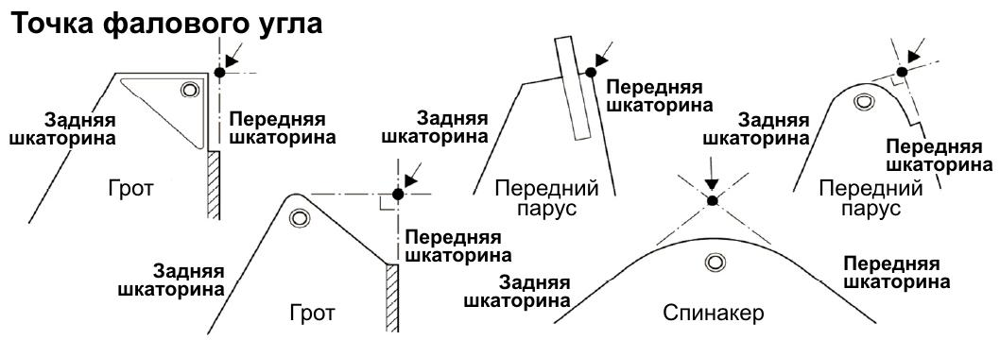 Точка фалового угла
Задняя
шкаторина
Передняя
шкаторина
Грот
Задняя
шкаторина
Передняя
шкаторина
Грот
Задняя
шкаторина
Передняя
шкаторина
Передний
парус
Задняя
шкаторина
Передняя
шкаторина
Спинакер
Задняя
шкаторина
Передняя
шкаторина
Передний
парус